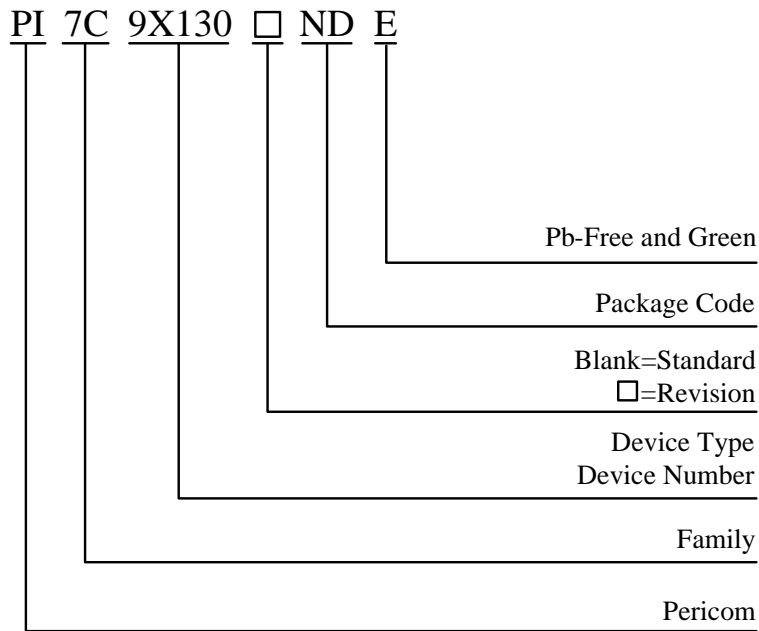 PI 7C 9X130 □ ND E
Pb-Free and Green
Package Code
Blank=Standard
□=Revision
Device Type
Device Number
Family
Pericom